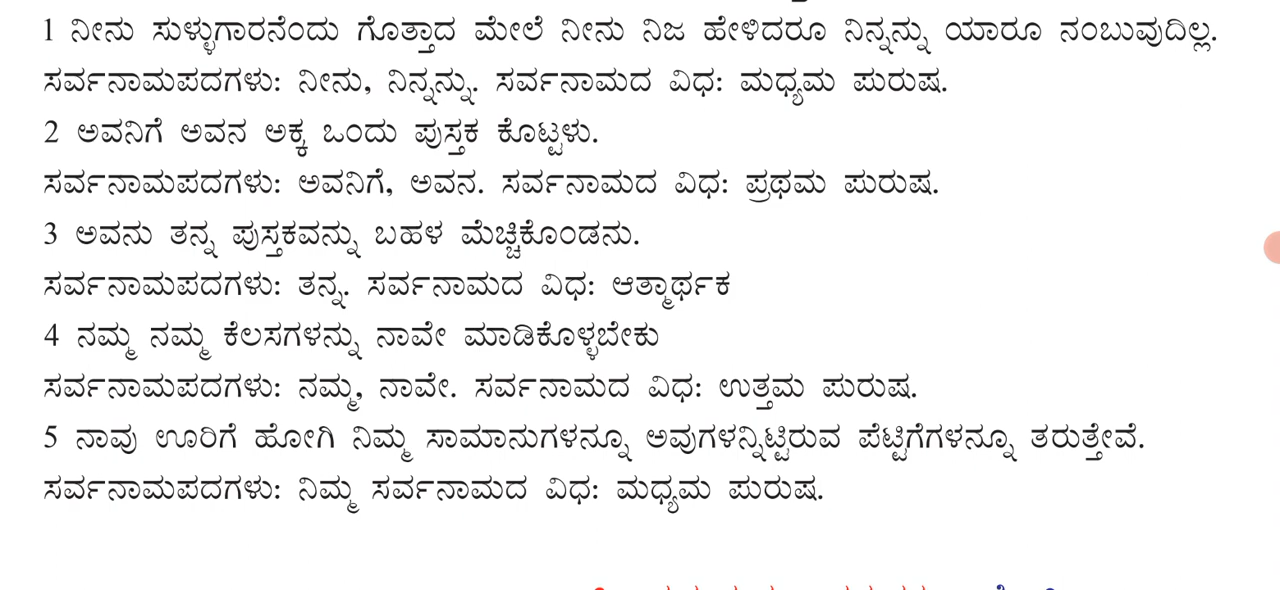 1 ನೀನು ಸುಳ್ಳುಗಾರನೆಂದು ಗೊತ್ತಾದ ಮೇಲೆ ನೀನು ನಿಜ ಹೇಳಿದರೂ ನಿನ್ನನ್ನು ಯಾರೂ ನಂಬುವುದಿಲ್ಲ.
ಸರ್ವನಾಮಪದಗಳು: ನೀನು, ನಿನ್ನನ್ನು. ಸರ್ವನಾಮದ ವಿಧ: ಮಧ್ಯಮ ಪುರುಷ.
2 ಅವನಿಗೆ ಅವನ ಅಕ್ಕ ಒಂದು ಪುಸ್ತಕ ಕೊಟ್ಟಳು.
ಸರ್ವನಾಮಪದಗಳು: ಅವನಿಗೆ, ಅವನ. ಸರ್ವನಾಮದ ವಿಧ: ಪ್ರಥಮ ಪುರುಷ.
3 ಅವನು ತನ್ನ ಪುಸ್ತಕವನ್ನು ಬಹಳ ಮೆಚ್ಚಿಕೊಂಡನು.
ಸರ್ವನಾಮಪದಗಳು: ತನ್ನ. ಸರ್ವನಾಮದ ವಿಧ: ಆತ್ಮಾರ್ಥಕ
4 ನಮ್ಮ ನಮ್ಮ ಕೆಲಸಗಳನ್ನು ನಾವೇ ಮಾಡಿಕೊಳ್ಳಬೇಕು
ಸರ್ವನಾಮಪದಗಳು: ನಮ್ಮ, ನಾವೇ. ಸರ್ವನಾಮದ ವಿಧ: ಉತ್ತಮ ಪುರುಷ.
5 ನಾವು ಊರಿಗೆ ಹೋಗಿ ನಿಮ್ಮ ಸಾಮಾನುಗಳನ್ನೂ ಅವುಗಳನ್ನಿಟ್ಟಿರುವ ಪೆಟ್ಟಿಗೆಗಳನ್ನೂ ತರುತ್ತೇವೆ.
ಸರ್ವನಾಮಪದಗಳು: ನಿಮ್ಮ ಸರ್ವನಾಮದ ವಿಧ: ಮಧ್ಯಮ ಪುರುಷ.